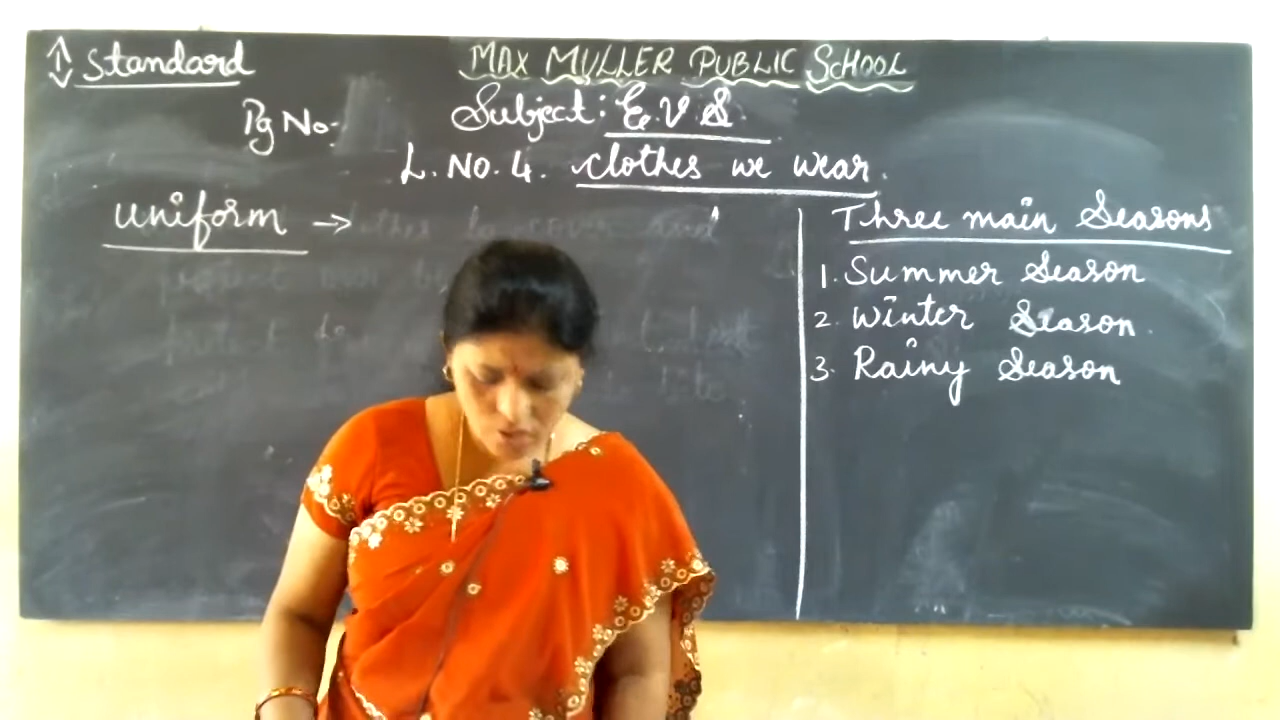 Standard
MAX MULLER PUBLIC SCHOOL
Subject: E.V.S.
Pg No:-
L. NO. 4. Clothes we wear.
uniform →
Three main Seasons
1. Summer Season
2. Winter Season.
3. Rainy Season